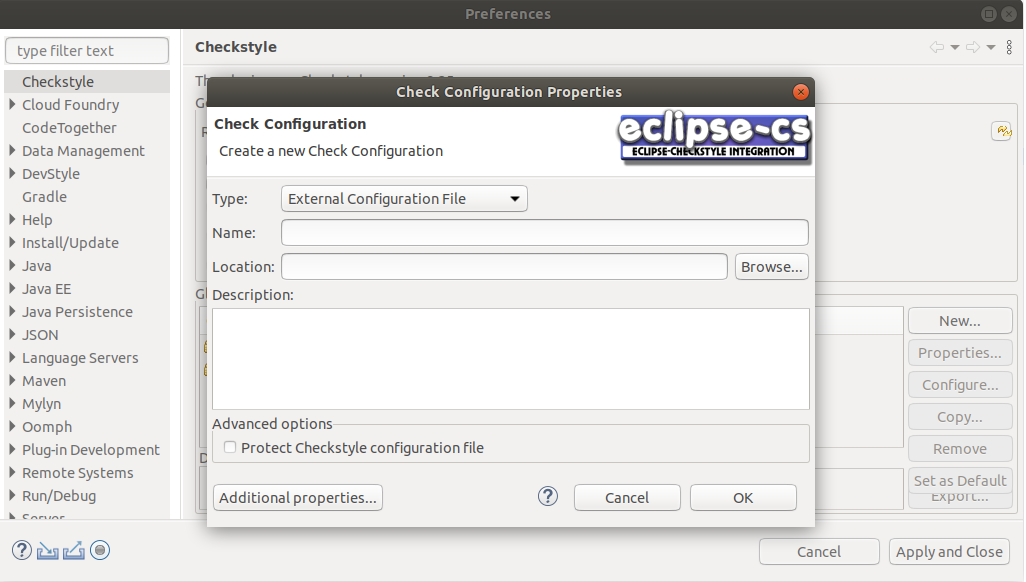 Preferences
type filter text
Checkstyle
Checkstyle
Cloud Foundry
CodeTogether
Data Management
DevStyle
Gradle
Help
Install/Update
Java
Java EE
Java Persistence
JSON
Language Servers
Maven
Mylyn
Oomph
Plug-in Development
Remote Systems
Run/Debug
Server
Check Configuration Properties
Check Configuration
Create a new Check Configuration
eclipse-cs
ECLIPSE-CHECKSTYLE INTEGRATION
Type: External Configuration File
Name:
Location: Browse...
Description:
Advanced options
Protect Checkstyle configuration file
Additional properties... ? Cancel OK
New...
Properties...
Configure...
Copy...
Remove
Set as Default
Export...
? Cancel Apply and Close